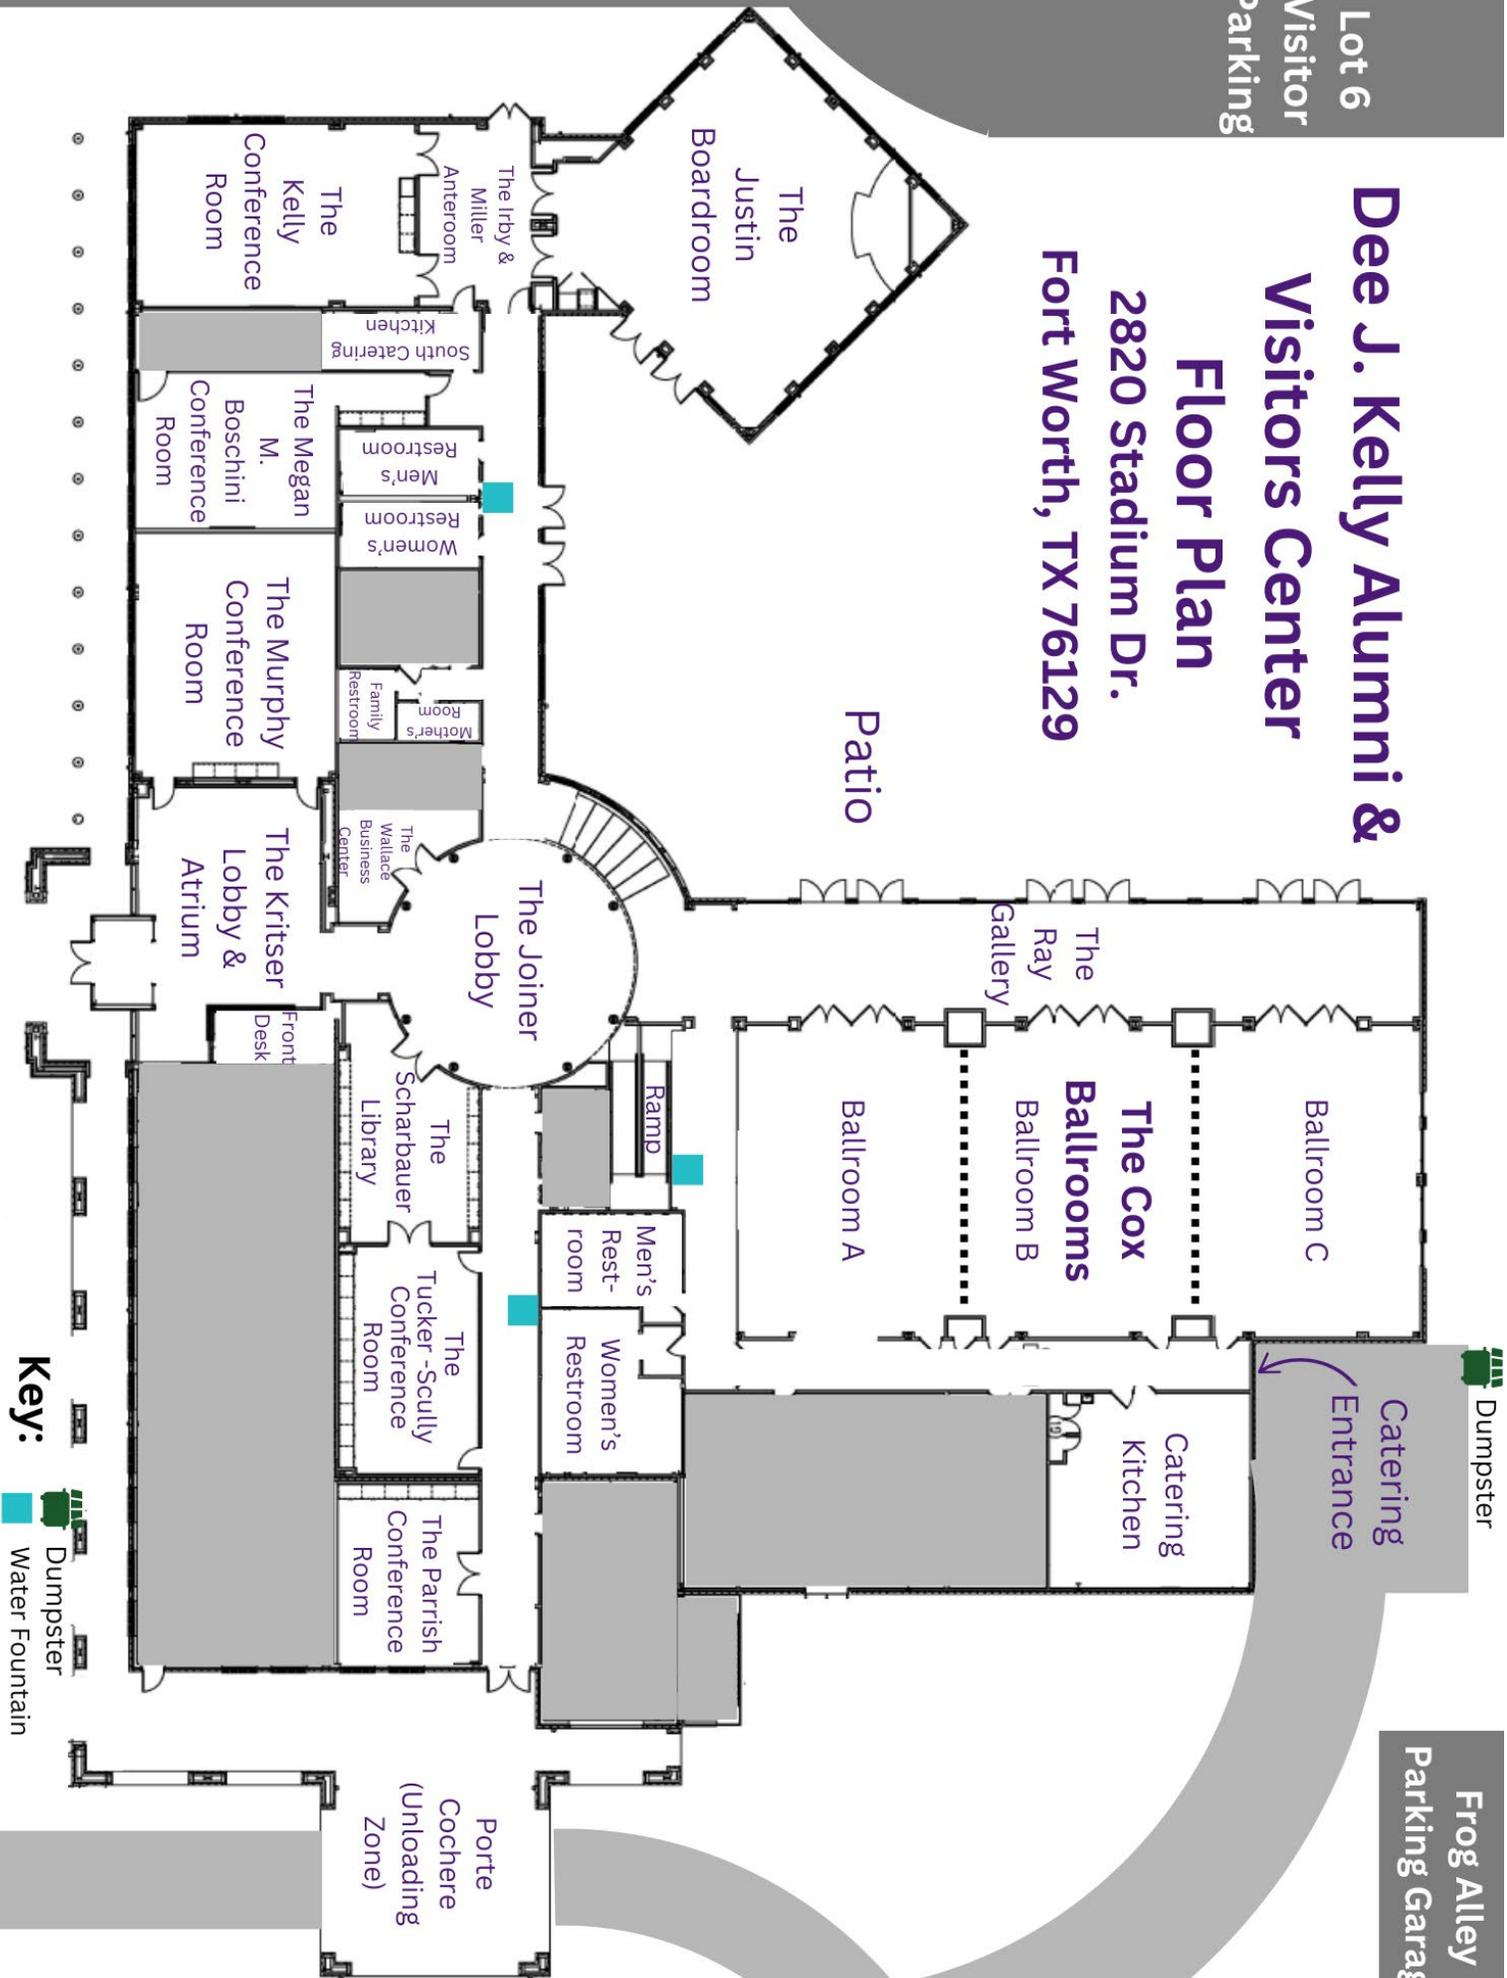 Lot 6
Visitor
Parking
Dee J. Kelly Alumni &
Visitors Center
Floor Plan
2820 Stadium Dr.
Fort Worth, TX 76129
Frog Alley
Dumpster
Catering
Entrance
Ballroom C
The Cox
Ballrooms
Ballroom B
Ballroom A
Catering
Kitchen
The
Ray
Gallery
Patio
The
Justin
Boardroom
Ramp
Men's
Rest-
room
Women's
Restroom
The Joiner
Lobby
The Irby &
Miller
Anteroom
The
Kelly
Conference
Room
South Catering
Kitchen
The Megan
M.
Boschini
Conference
Room
Men's
Restroom
Women's
Restroom
The Murphy
Conference
Room
Family
Restroom
Mother's
Room
The
Wallace
Business
Center
The Kritser
Lobby &
Atrium
Front
Desk
The
Scharbauer
Library
The
Tucker -Scully
Conference
Room
The Parrish
Conference
Room
Porte
Cochere
(Unloading
Zone)
Key:
Dumpster
Water Fountain